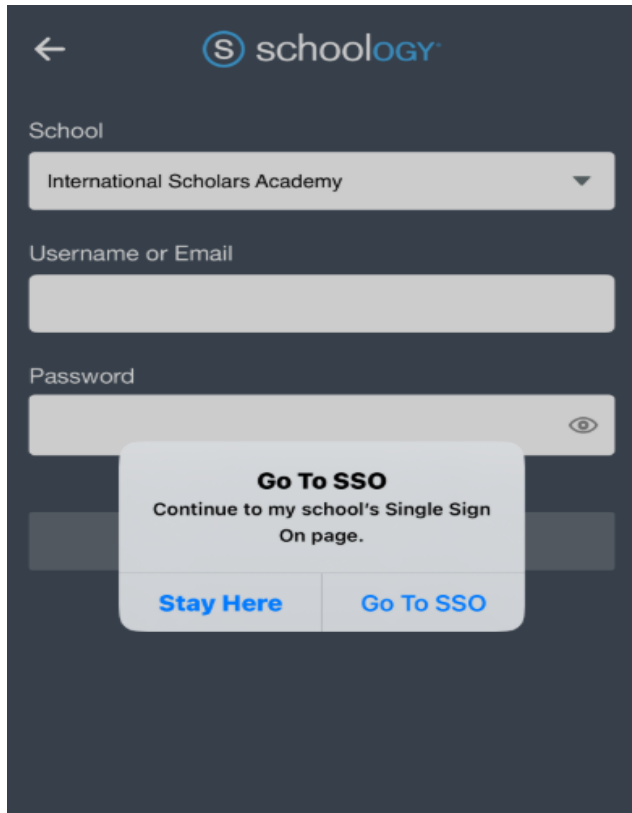 S schoology
School
International Scholars Academy
Username or Email
Password
Go To SSO
Continue to my school's Single Sign
On page.
Stay Here Go To SSO